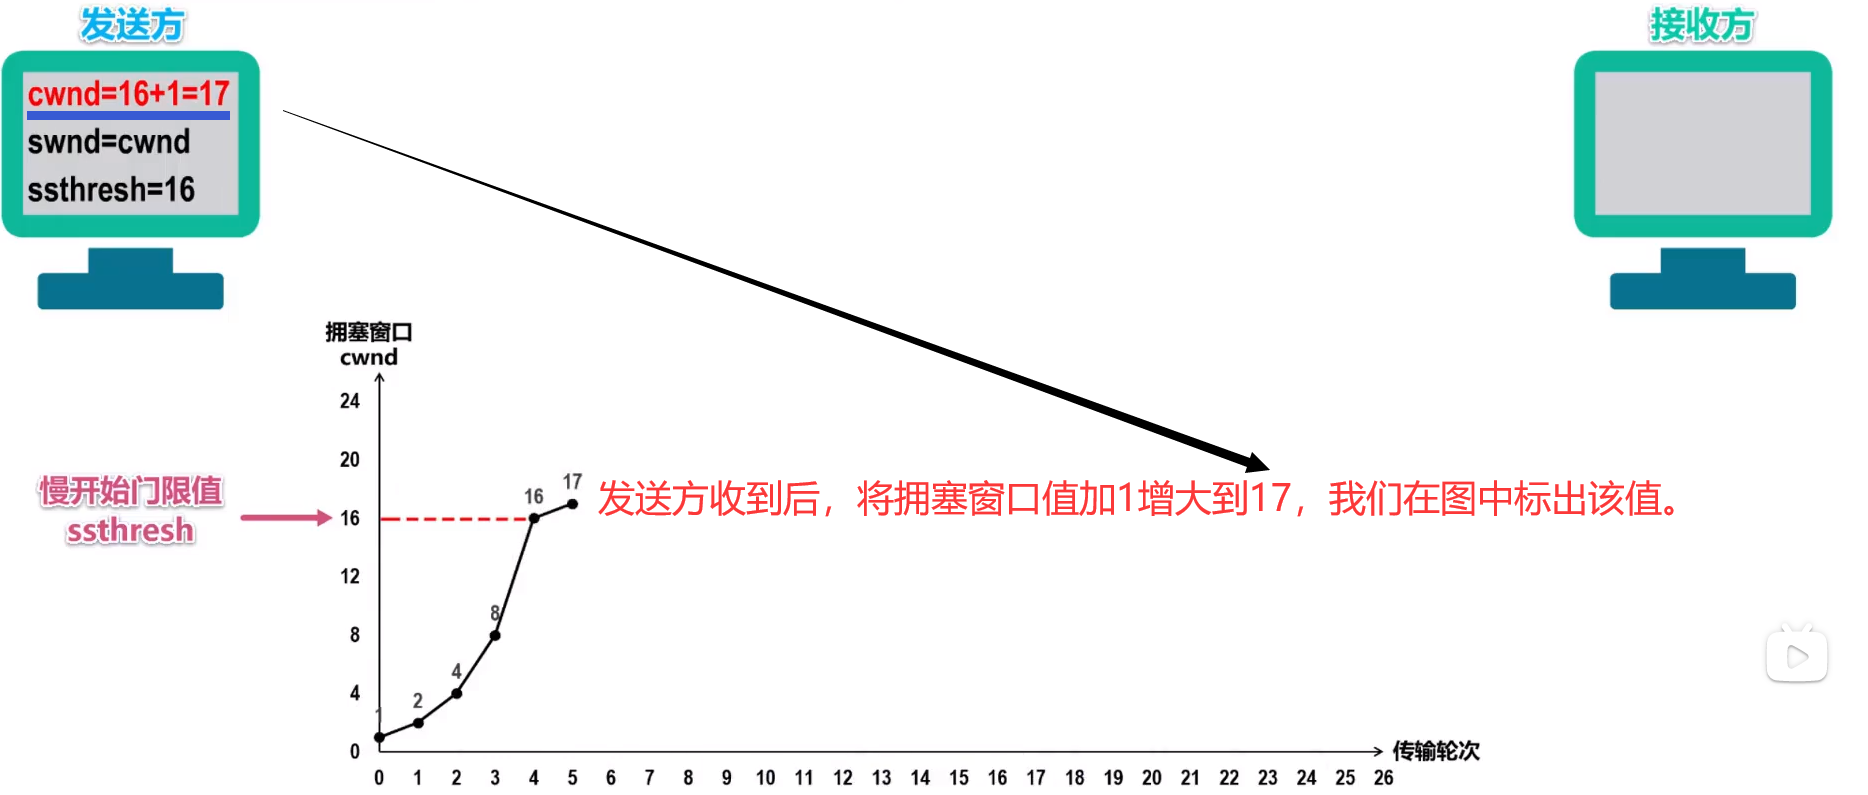 发送方
接收方
cwnd=16+1=17
swnd=cwnd
ssthresh=16
拥塞窗口
cwnd
24
20
17
16
发送方收到后，将拥塞窗口值加1增大到17，我们在图中标出该值。
慢开始门限值
ssthresh
16
12
8
8
4
4
2
1
0
传输轮次
0 1 2 3 4 5 6 7 8 9 10 11 12 13 14 15 16 17 18 19 20 21 22 23 24 25 26